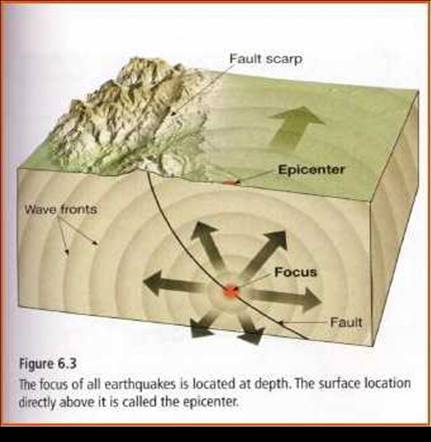 Fault scarp
Epicenter
Wave fronts
Focus
Fault
Figure 6.3
The focus of all earthquakes is located at depth. The surface location
directly above it is called the epicenter.